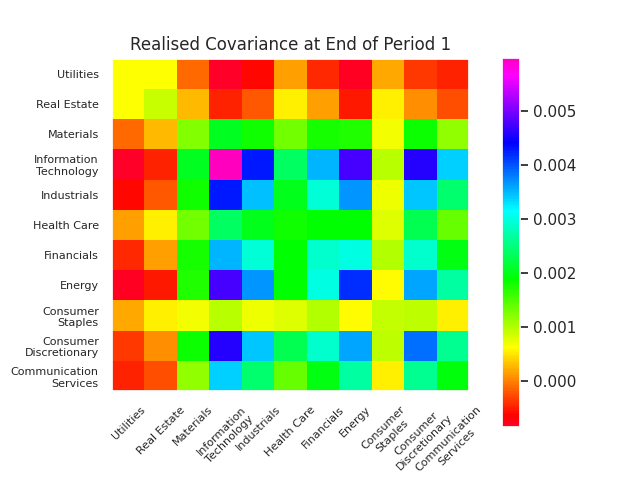 Realised Covariance at End of Period 1
Utilities
Real Estate
Materials
Information
Technology
Industrials
Health Care
Financials
Energy
Consumer
Staples
Consumer
Discretionary
Communication
Services
0.005
0.004
0.003
0.002
0.001
0.000
Utilities
Real Estate
Materials
Information
Technology
Industrials
Health Care
Financials
Energy
Consumer
Staples
Consumer
Discretionary
Communication
Services